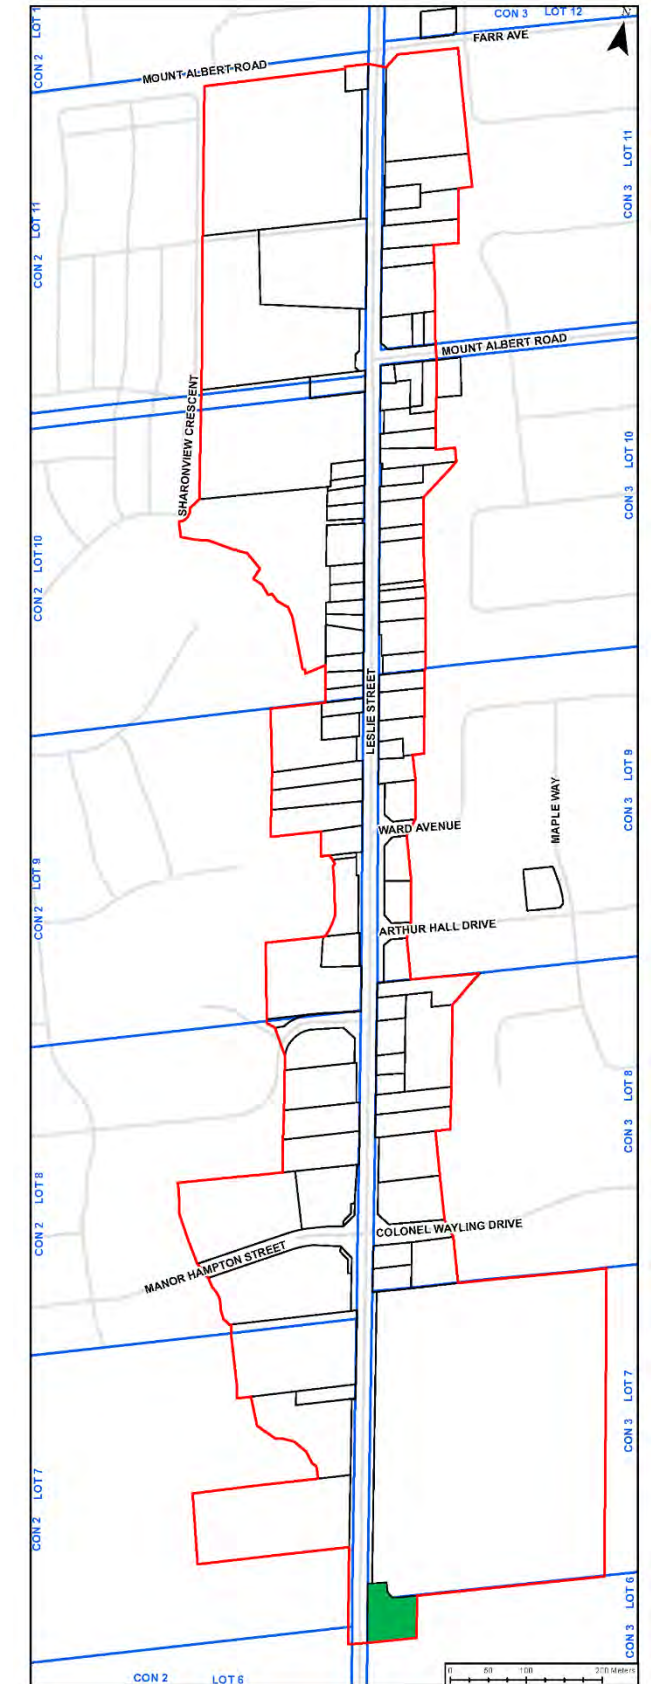 CON 3 LOT 12
N
FARR AVE
CON 2 LOT 1
MOUNT ALBERT ROAD
CON 3 LOT 11
CON 2 LOT 11
MOUNT ALBERT ROAD
SHARONVIEW CRESCENT
CON 3 LOT 10
CON 2 LOT 10
LESLIE STREET
CON 3 LOT 9
MAPLE WAY
WARD AVENUE
CON 2 LOT 9
ARTHUR HALL DRIVE
CON 3 LOT 8
CON 2 LOT 8
COLONEL WAYLING DRIVE
MANOR HAMPTON STREET
CON 3 LOT 7
CON 2 LOT 7
CON 3 LOT 6
CON 2 LOT 6
0 50 100 200 Meters